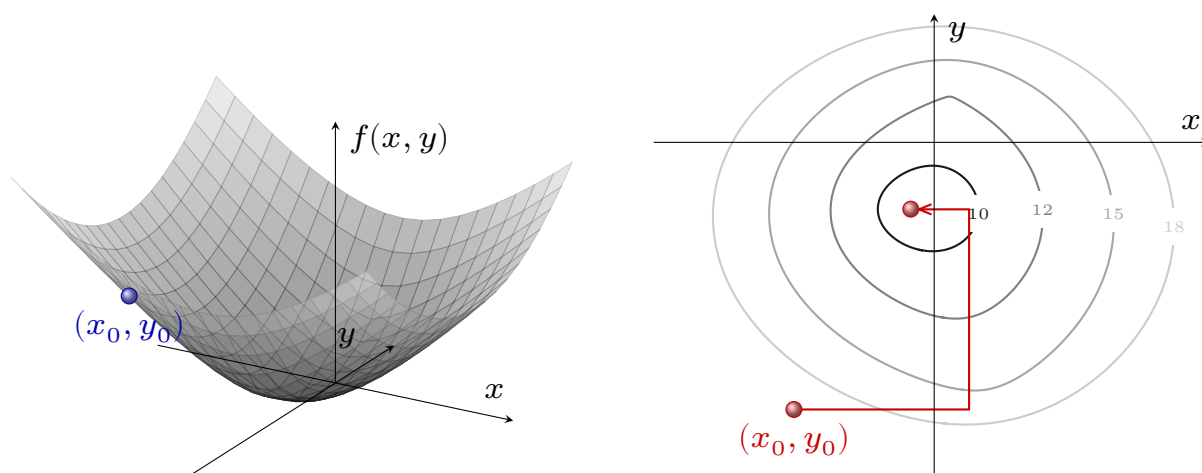 f(x, y)
(x₀, y₀)
y
x
y
x
10
12
15
18
(x₀, y₀)